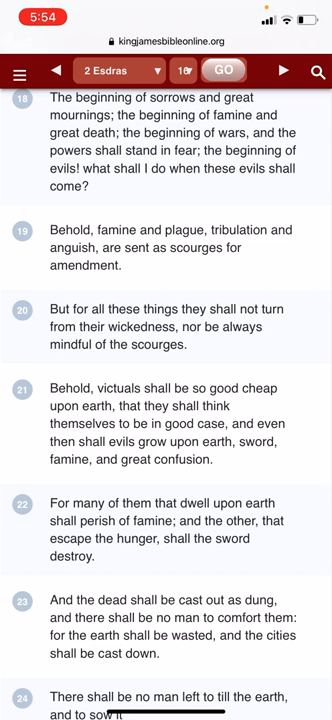 5:54
kingjamesbibleonline.org
2 Esdras 16 GO
18 The beginning of sorrows and great
mournings; the beginning of famine and
great death; the beginning of wars, and the
powers shall stand in fear; the beginning of
evils! what shall I do when these evils shall
come?
19 Behold, famine and plague, tribulation and
anguish, are sent as scourges for
amendment.
20 But for all these things they shall not turn
from their wickedness, nor be always
mindful of the scourges.
21 Behold, victuals shall be so good cheap
upon earth, that they shall think
themselves to be in good case, and even
then shall evils grow upon earth, sword,
famine, and great confusion.
22 For many of them that dwell upon earth
shall perish of famine; and the other, that
escape the hunger, shall the sword
destroy.
23 And the dead shall be cast out as dung,
and there shall be no man to comfort them:
for the earth shall be wasted, and the cities
shall be cast down.
24 There shall be no man left to till the earth,
and to sow it